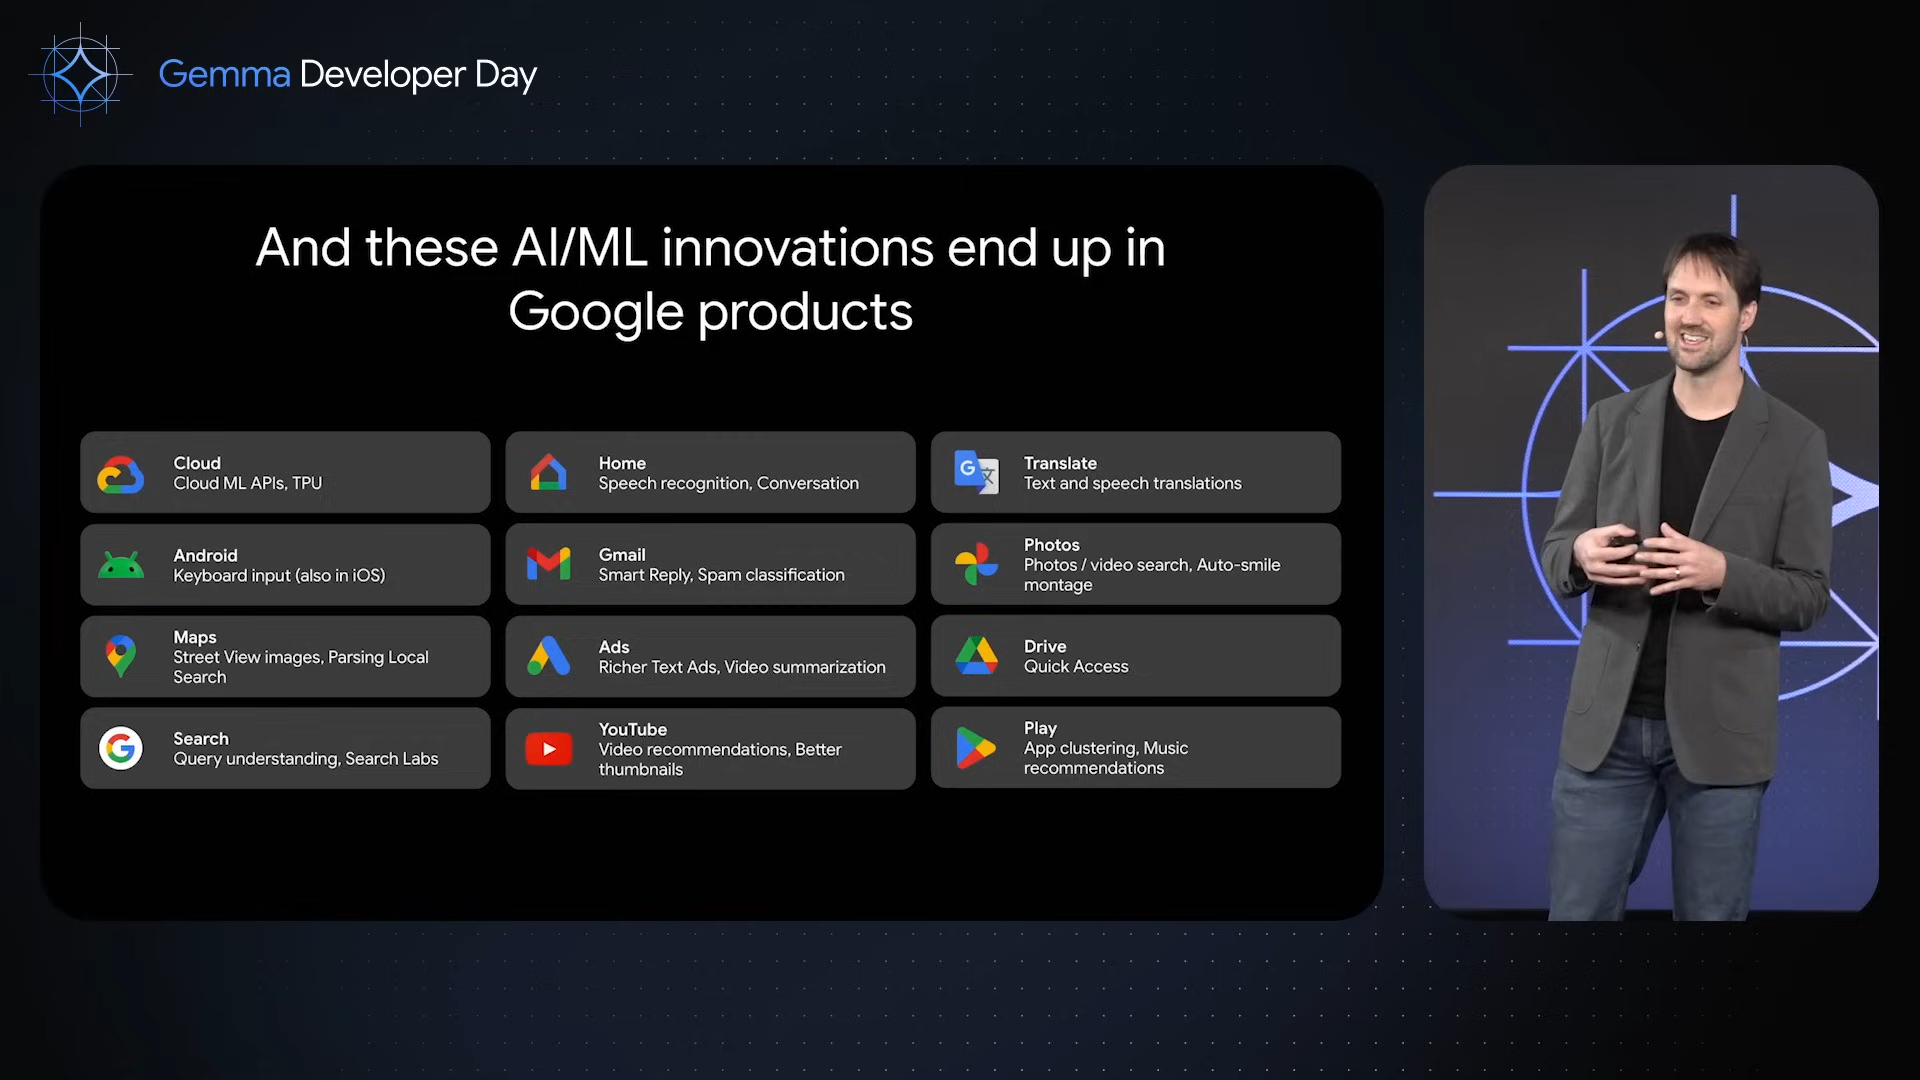 Gemma Developer Day
And these AI/ML innovations end up in
Google products
Cloud
Cloud ML APIs, TPU
Home
Speech recognition, Conversation
Translate
Text and speech translations
Android
Keyboard input (also in iOS)
Gmail
Smart Reply, Spam classification
Photos
Photos / video search, Auto-smile
montage
Maps
Street View images, Parsing Local
Search
Ads
Richer Text Ads, Video summarization
Drive
Quick Access
Search
Query understanding, Search Labs
YouTube
Video recommendations, Better
thumbnails
Play
App clustering, Music
recommendations